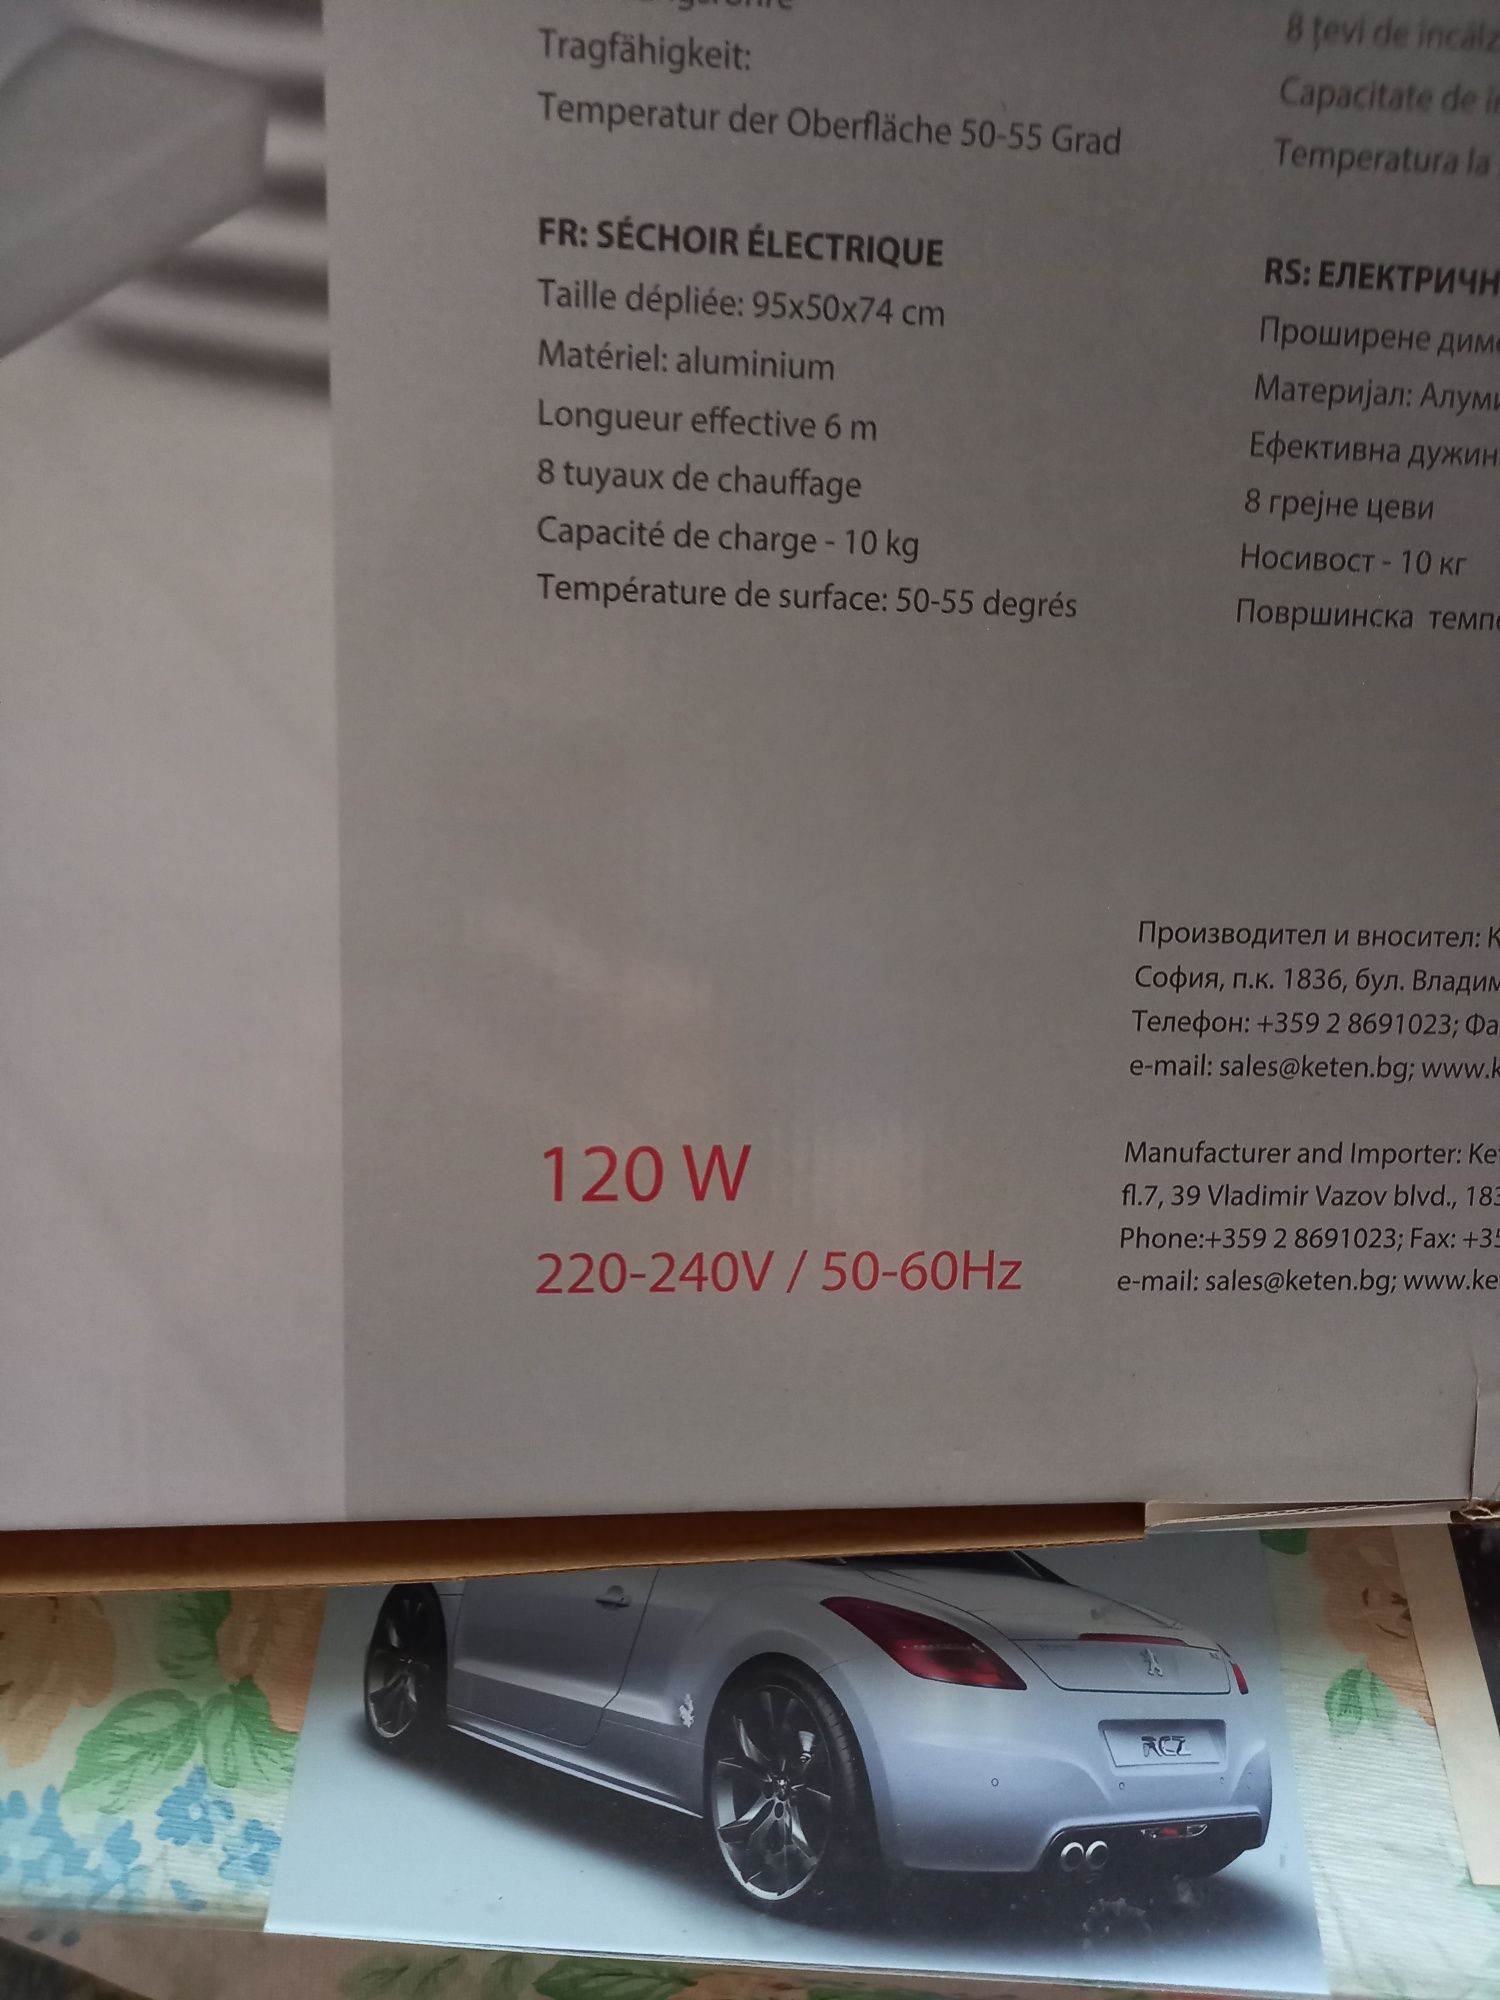 Tragfähigkeit:
Temperatur der Oberfläche 50-55 Grad
FR: SÉCHOIR ÉLECTRIQUE
Taille dépliée: 95x50x74 cm
Matériel: aluminium
Longueur effective 6 m
8 tuyaux de chauffage
Capacité de charge - 10 kg
Température de surface: 50-55 degrés
120 W
220-240V / 50-60Hz
8 țevi de
Capacitate de
Temperatura la
RS:
Проширене
Материјал:
Ефективна
8 грејне цеви
Носивост - 10 кг
Површинска
Производител и вносител:
София, п.к. 1836, бул.
Телефон: +359 2 8691023;
e-mail: sales@keten.bg;
Manufacturer and Importer:
fl.7, 39 Vladimir Vazov blvd.,
Phone:+359 2 8691023; Fax:
e-mail: sales@keten.bg;
RCZ